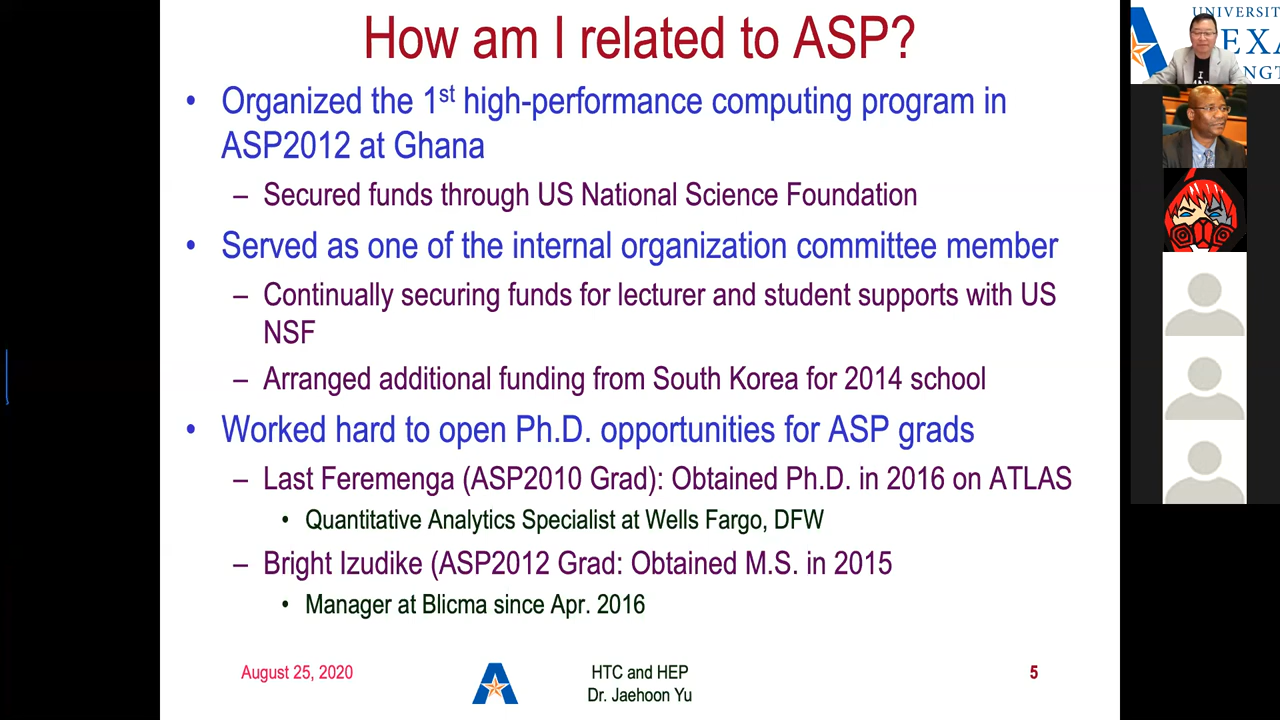 How am I related to ASP?
• Organized the 1st high-performance computing program in
ASP2012 at Ghana
– Secured funds through US National Science Foundation
• Served as one of the internal organization committee member
– Continually securing funds for lecturer and student supports with US
NSF
– Arranged additional funding from South Korea for 2014 school
• Worked hard to open Ph.D. opportunities for ASP grads
– Last Feremenga (ASP2010 Grad): Obtained Ph.D. in 2016 on ATLAS
• Quantitative Analytics Specialist at Wells Fargo, DFW
– Bright Izudike (ASP2012 Grad: Obtained M.S. in 2015
• Manager at Blicma since Apr. 2016
August 25, 2020
HTC and HEP
Dr. Jaehoon Yu
5
UNIVERSIT
EXA
NGT